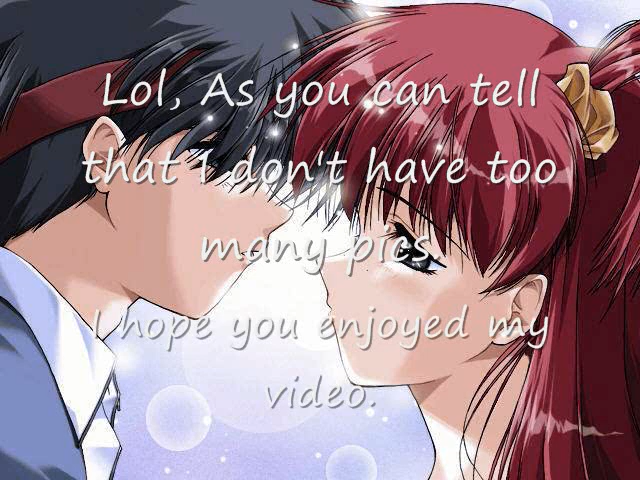 Lol, As you can tell
that I don't have too
many pics.
I hope you enjoyed my
video.